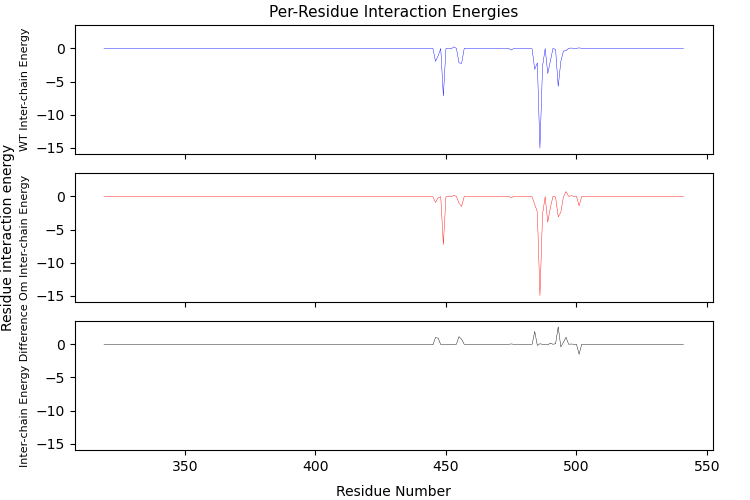 Per-Residue Interaction Energies
Residue interaction energy
WT Inter-chain Energy
0
−5
−10
−15
Om Inter-chain Energy
0
−5
−10
−15
Inter-chain Energy Difference
0
−5
−10
−15
350
400
450
500
550
Residue Number